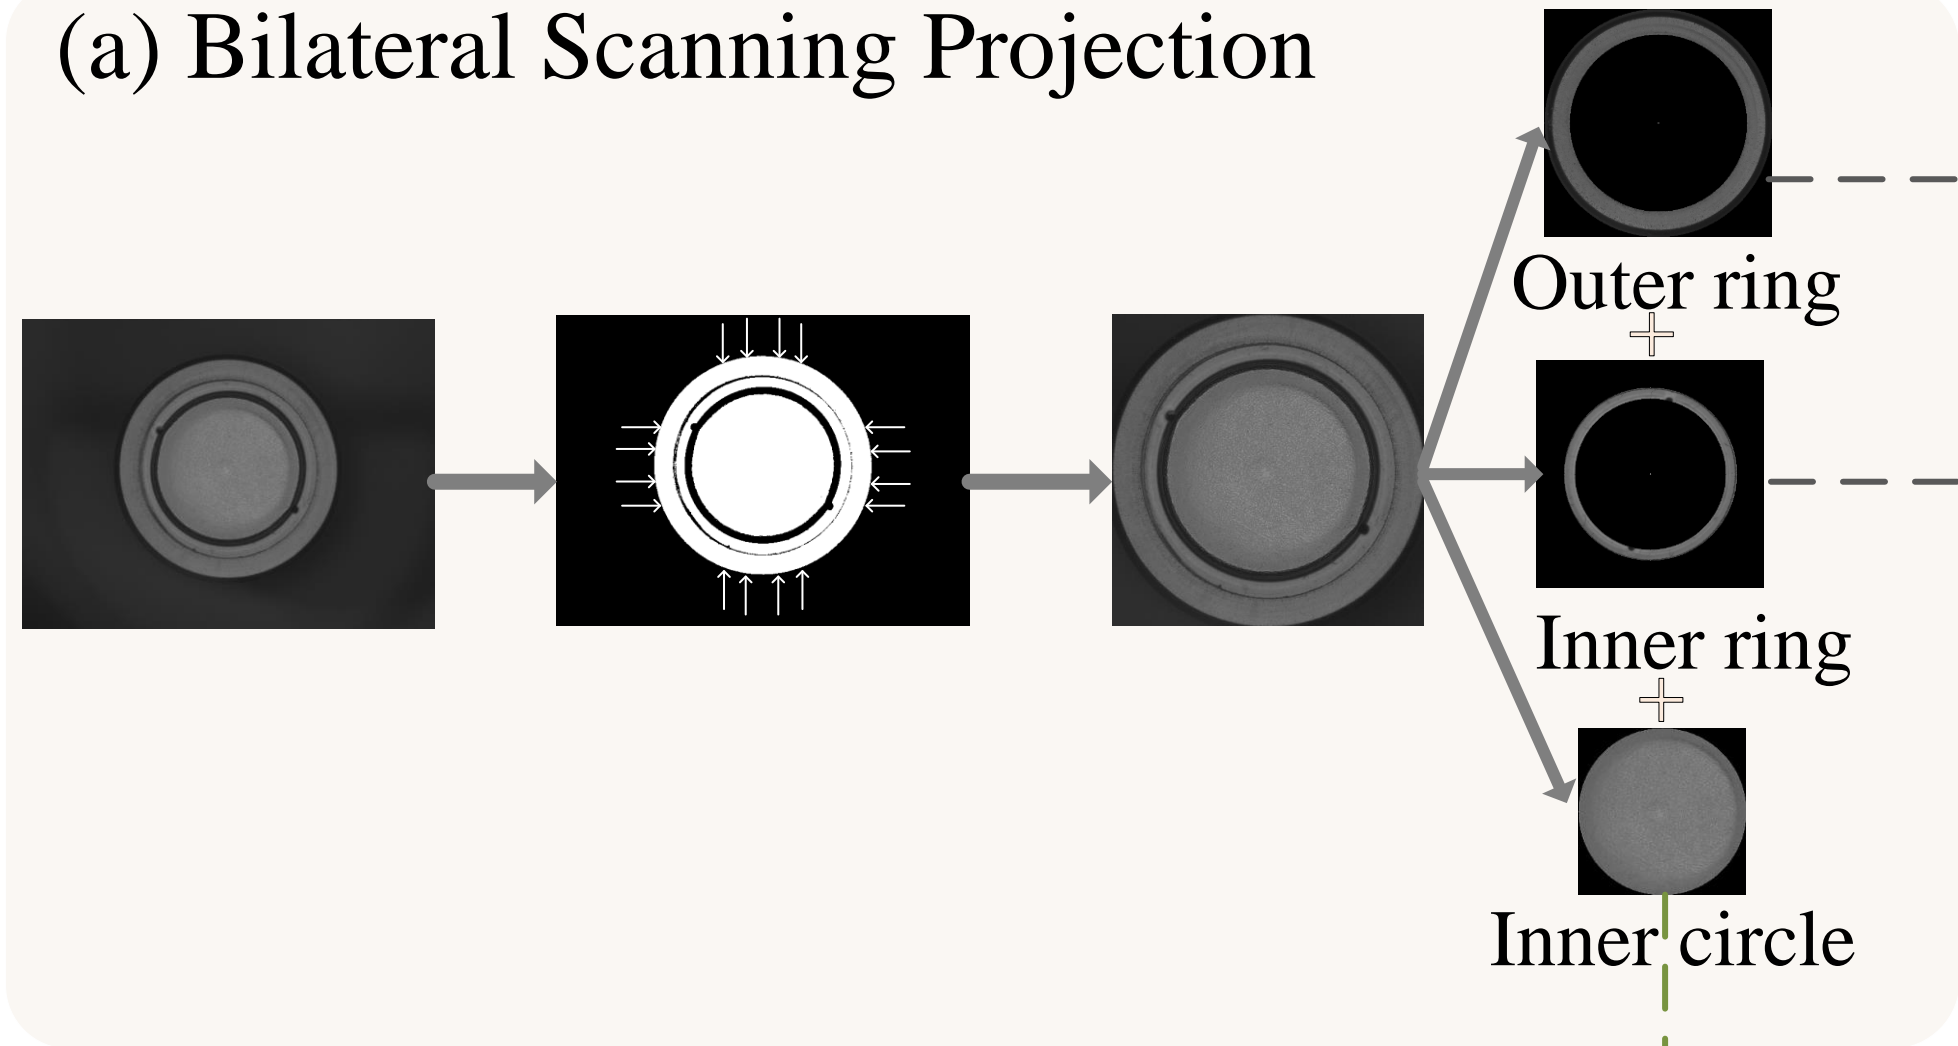 (a) Bilateral Scanning Projection
Outer ring
+
Inner ring
+
Inner circle